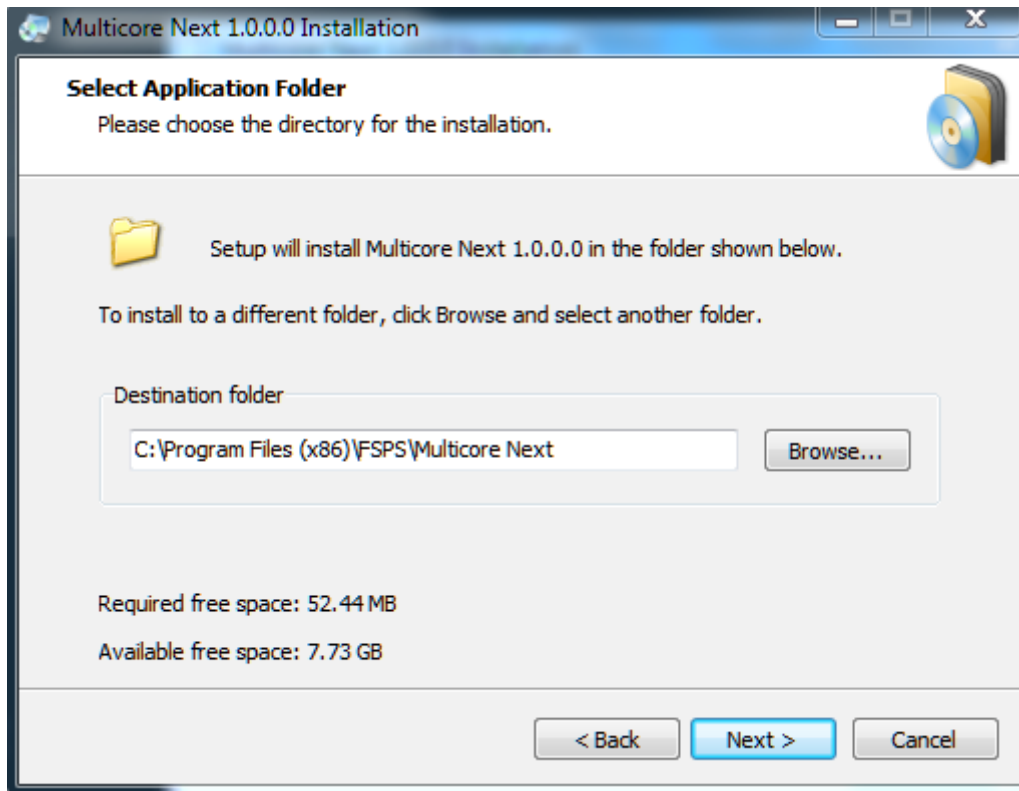 Multicore Next 1.0.0.0 Installation
Select Application Folder
Please choose the directory for the installation.
Setup will install Multicore Next 1.0.0.0 in the folder shown below.
To install to a different folder, click Browse and select another folder.
Destination folder
C:\Program Files (x86)\FSPS\Multicore Next
Browse...
Required free space: 52.44 MB
Available free space: 7.73 GB
< Back
Next >
Cancel